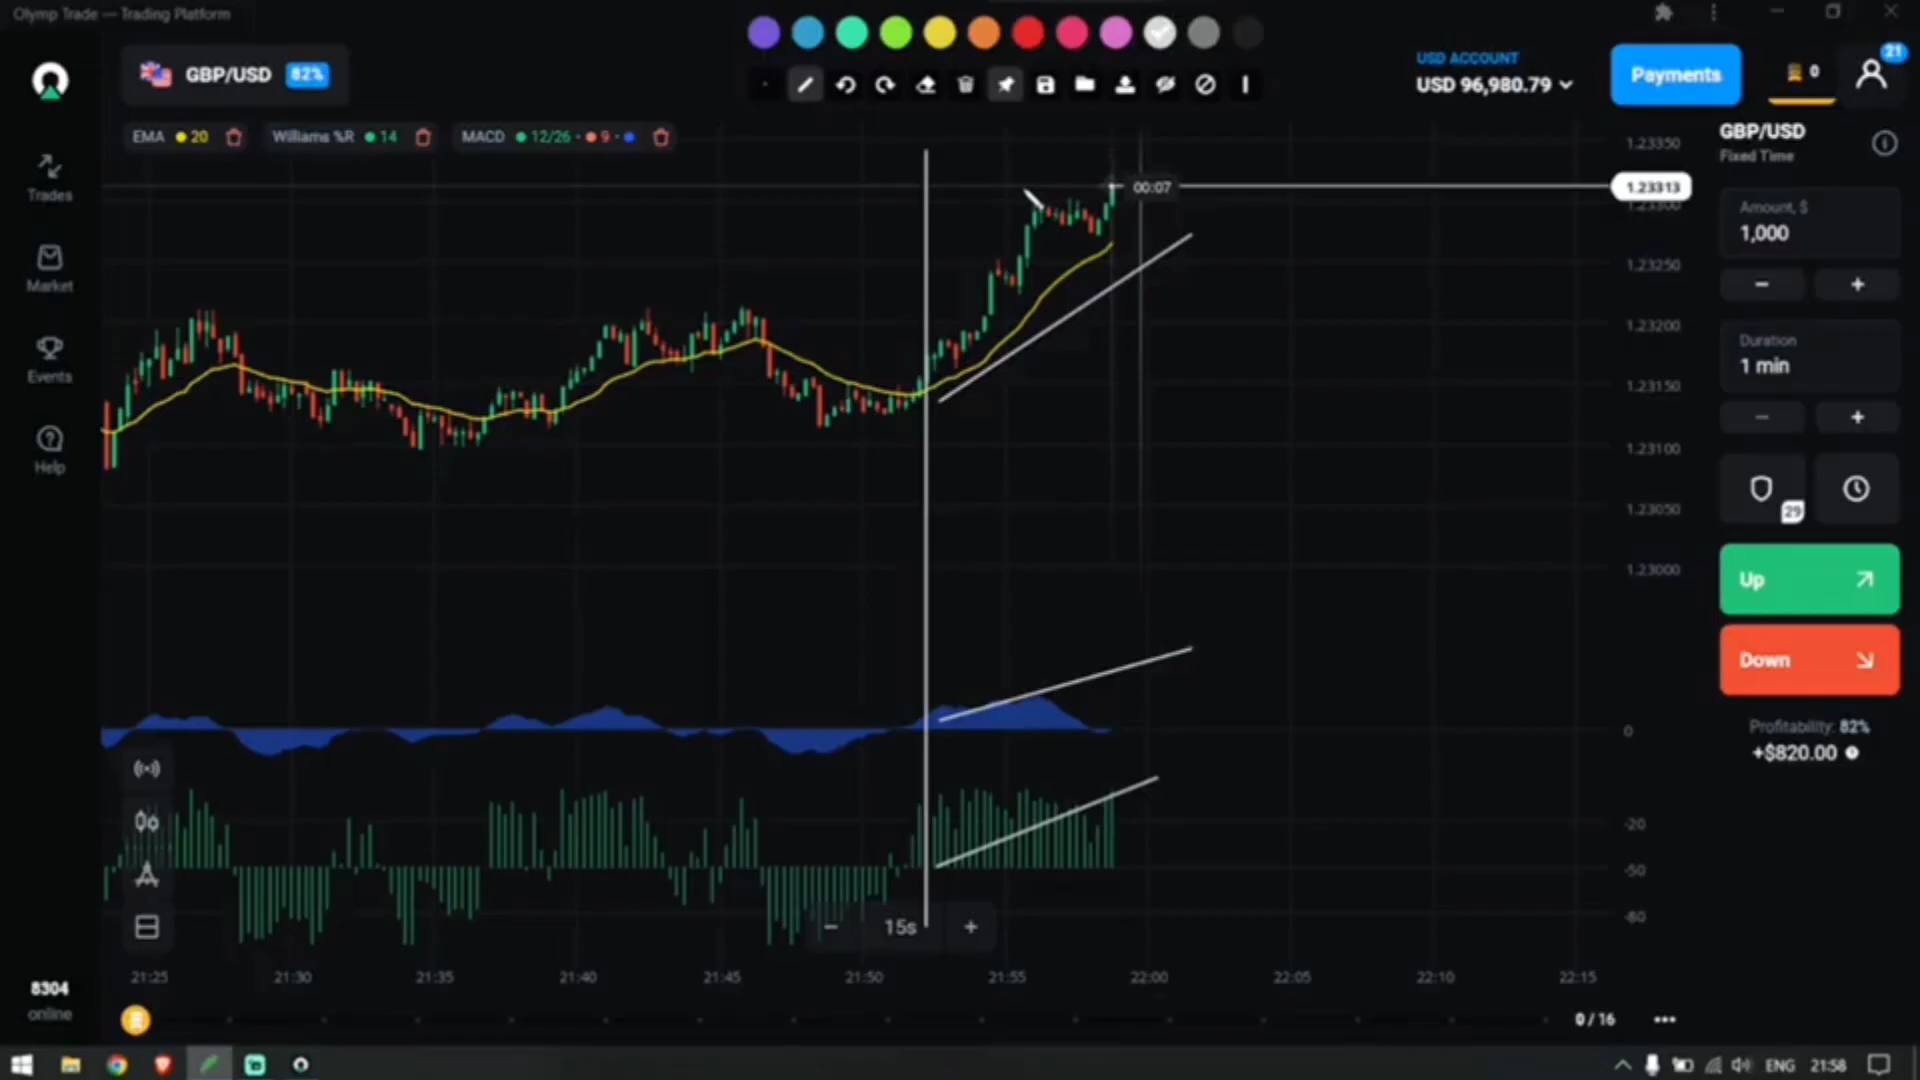 Olymp Trade — Trading Platform
GBP/USD 82%
USD ACCOUNT
USD 96,980.79
Payments
0
21
EMA 20
Williams %R 14
MACD 12/26 · 9 ·
Trades
Market
Events
Help
00:07
1.23350
1.23313
1.23300
1.23250
1.23200
1.23150
1.23100
1.23050
1.23000
0
-20
-50
-80
GBP/USD
Fixed Time
Amount, $
1,000
Duration
1 min
29
Up
Down
Profitability: 82%
+$820.00
15s
21:25 21:30 21:35 21:40 21:45 21:50 21:55 22:00 22:05 22:10 22:15
8304
online
0 / 16
ENG 21:58